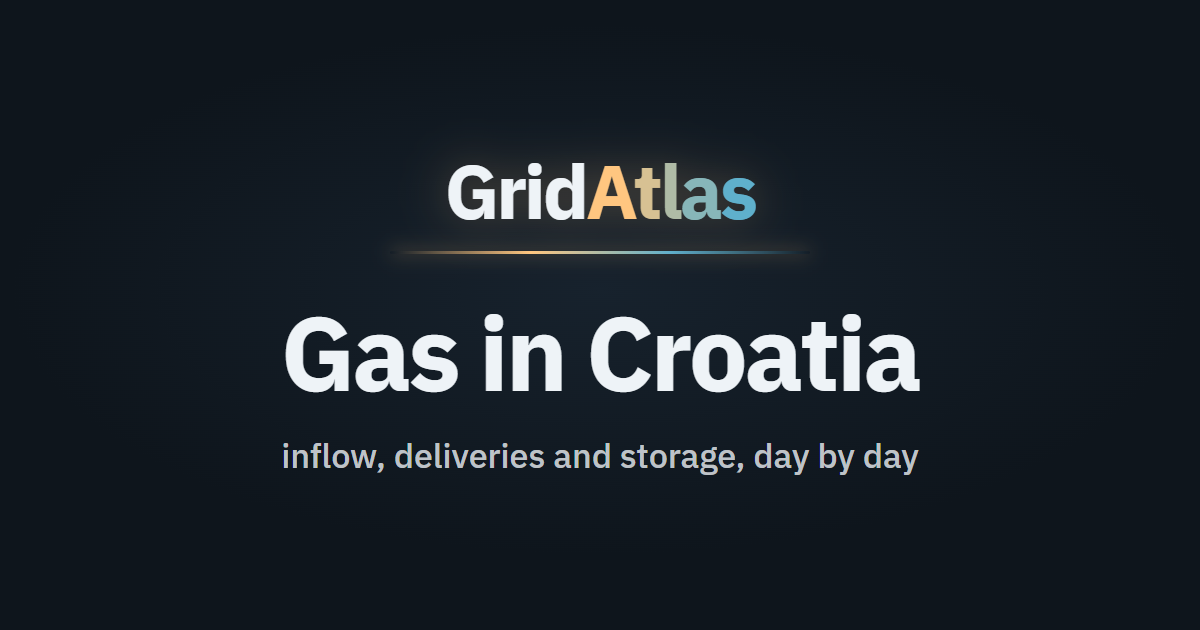 GridAtlas
Gas in Croatia
inflow, deliveries and storage, day by day